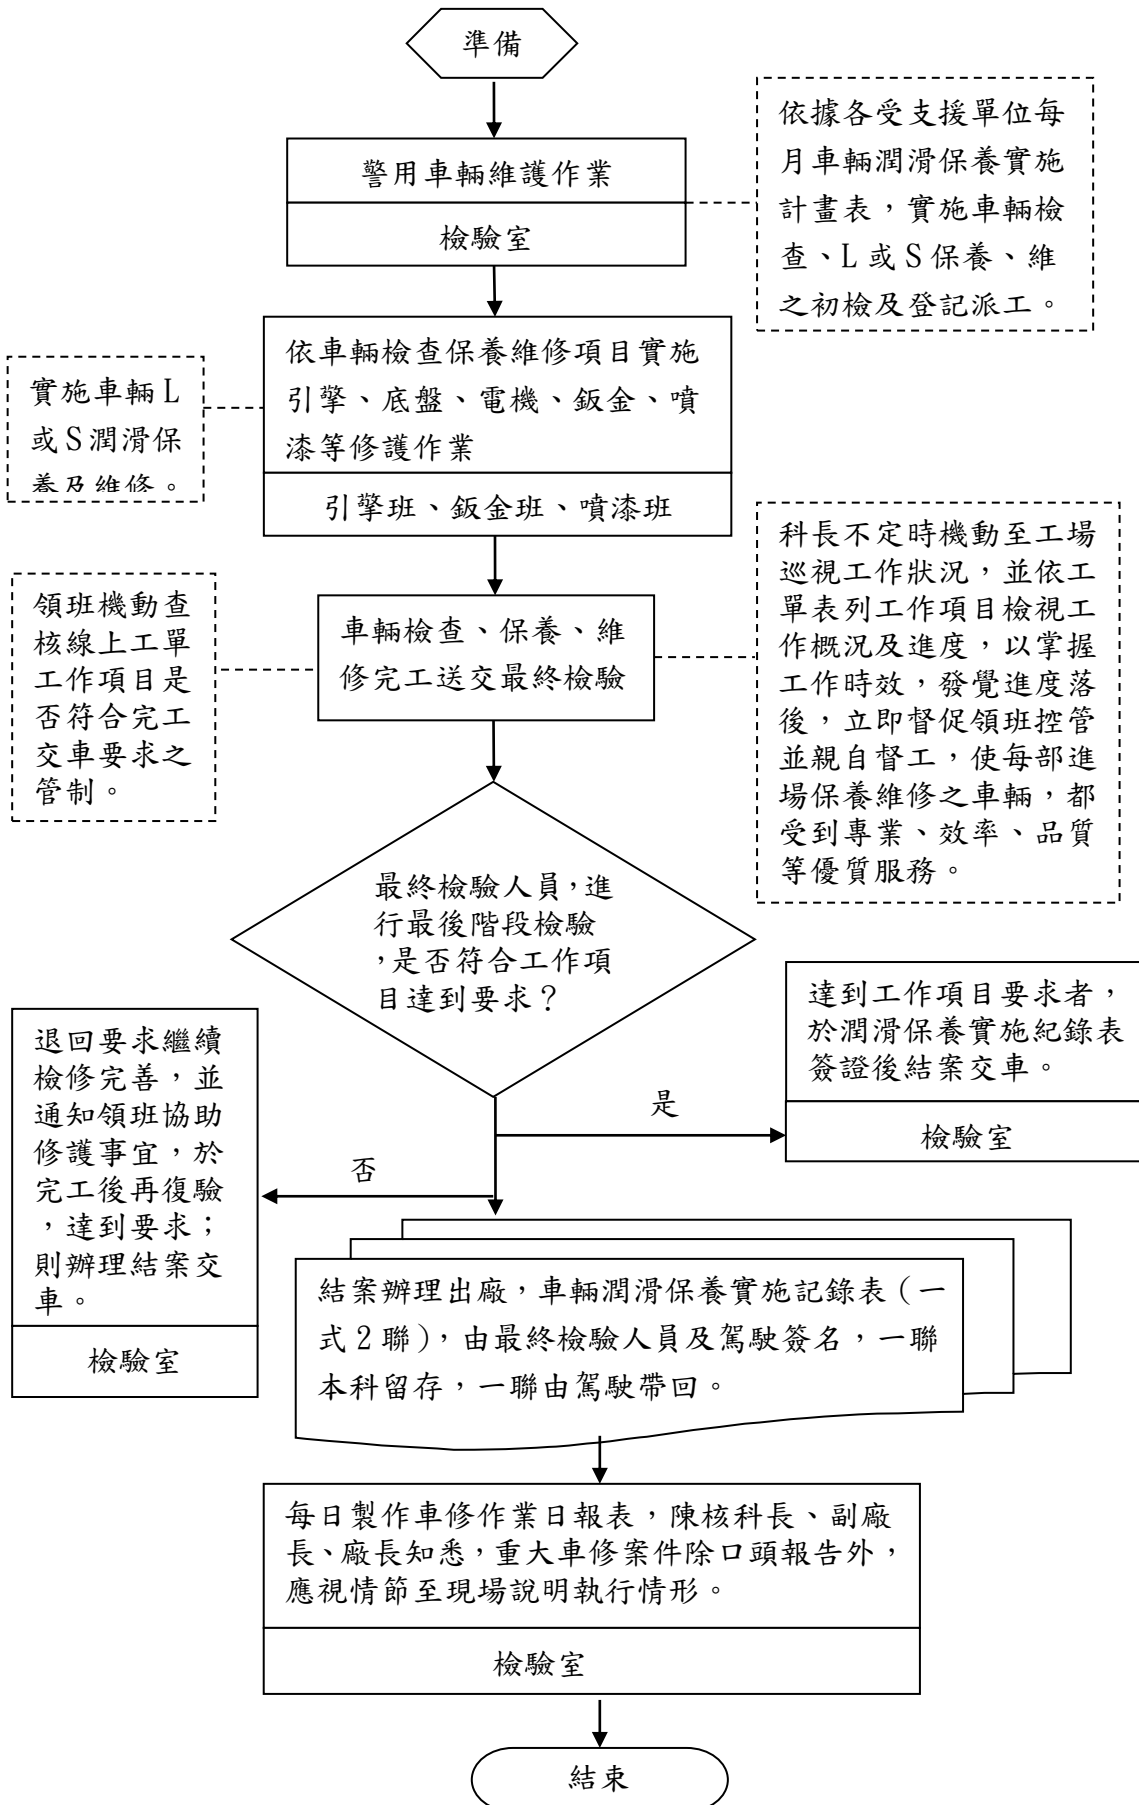 準備
警用車輛維護作業
檢驗室
依據各受支援單位每
月車輛潤滑保養實施
計畫表，實施車輛檢
查、L 或 S 保養、維
之初檢及登記派工。
依車輛檢查保養維修項目實施
引擎、底盤、電機、鈑金、噴
漆等修護作業
引擎班、鈑金班、噴漆班
實施車輛 L
或 S 潤滑保
養及維修。
車輛檢查、保養、維
修完工送交最終檢驗
領班機動查
核線上工單
工作項目是
否符合完工
交車要求之
管制。
科長不定時機動至工場
巡視工作狀況，並依工
單表列工作項目檢視工
作概況及進度，以掌握
工作時效，發覺進度落
後，立即督促領班控管
並親自督工，使每部進
場保養維修之車輛，都
受到專業、效率、品質
等優質服務。
最終檢驗人員，進
行最後階段檢驗
，是否符合工作項
目達到要求？
是
達到工作項目要求者，
於潤滑保養實施紀錄表
簽證後結案交車。
檢驗室
否
退回要求繼續
檢修完善，並
通知領班協助
修護事宜，於
完工後再復驗
，達到要求；
則辦理結案交
車。
檢驗室
結案辦理出廠，車輛潤滑保養實施記錄表（一
式 2 聯），由最終檢驗人員及駕駛簽名，一聯
本科留存，一聯由駕駛帶回。
每日製作車修作業日報表，陳核科長、副廠
長、廠長知悉，重大車修案件除口頭報告外，
應視情節至現場說明執行情形。
檢驗室
結束